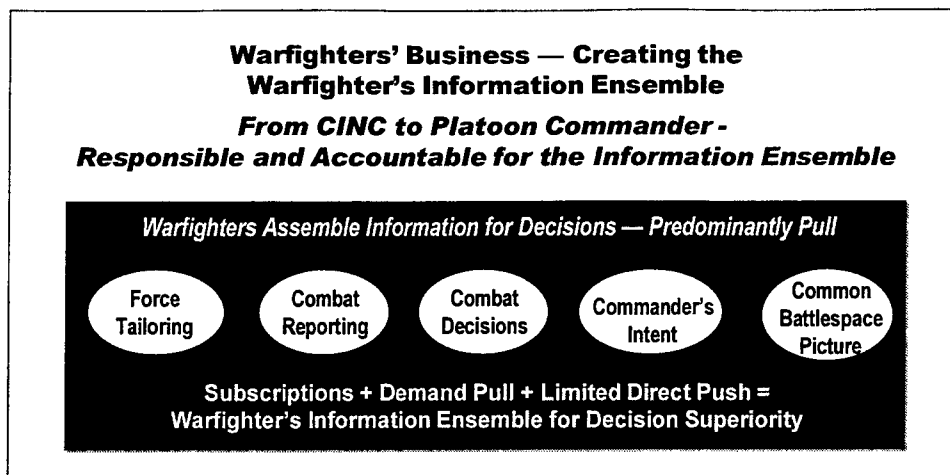 Warfighters' Business — Creating the
Warfighter's Information Ensemble
From CINC to Platoon Commander -
Responsible and Accountable for the Information Ensemble
Warfighters Assemble Information for Decisions — Predominantly Pull
Force
Tailoring
Combat
Reporting
Combat
Decisions
Commander's
Intent
Common
Battlespace
Picture
Subscriptions + Demand Pull + Limited Direct Push =
Warfighter's Information Ensemble for Decision Superiority